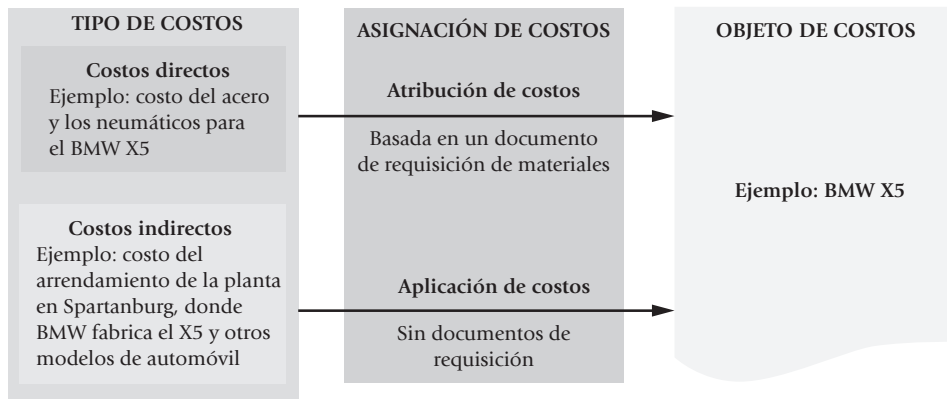 TIPO DE COSTOS
Costos directos
Ejemplo: costo del acero
y los neumáticos para
el BMW X5
Costos indirectos
Ejemplo: costo del
arrendamiento de la planta
en Spartanburg, donde
BMW fabrica el X5 y otros
modelos de automóvil
ASIGNACIÓN DE COSTOS
Atribución de costos
Basada en un documento
de requisición de materiales
Aplicación de costos
Sin documentos de
requisición
OBJETO DE COSTOS
Ejemplo: BMW X5